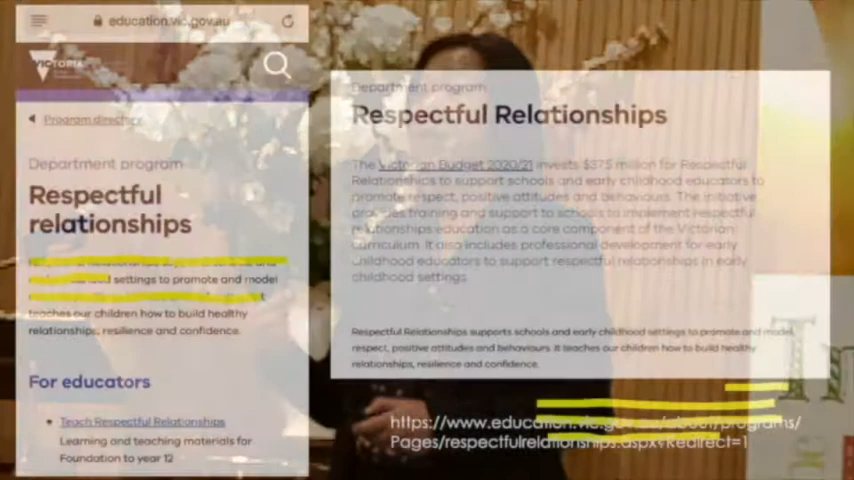 education.vic.gov.au
VICTORIA
Program directory
Department program
Respectful
relationships
settings to promote and model
teaches our children how to build healthy
relationships, resilience and confidence.
For educators
Teach Respectful Relationships
Learning and teaching materials for
Foundation to year 12
Department program
Respectful Relationships
The Victorian Budget 2020/21 invests $37.5 million for Respectful
Relationships to support schools and early childhood educators to
promote respect, positive attitudes and behaviours. The initiative
provides training and support to schools to implement respectful
relationships education as a core component of the Victorian
curriculum. It also includes professional development for early
childhood educators to support respectful relationships in early
childhood settings.
Respectful Relationships supports schools and early childhood settings to promote and model
respect, positive attitudes and behaviours. It teaches our children how to build healthy
relationships, resilience and confidence.
https://www.education.vic.gov.au/about/programs/
Pages/respectfulrelationships.aspx?Redirect=1